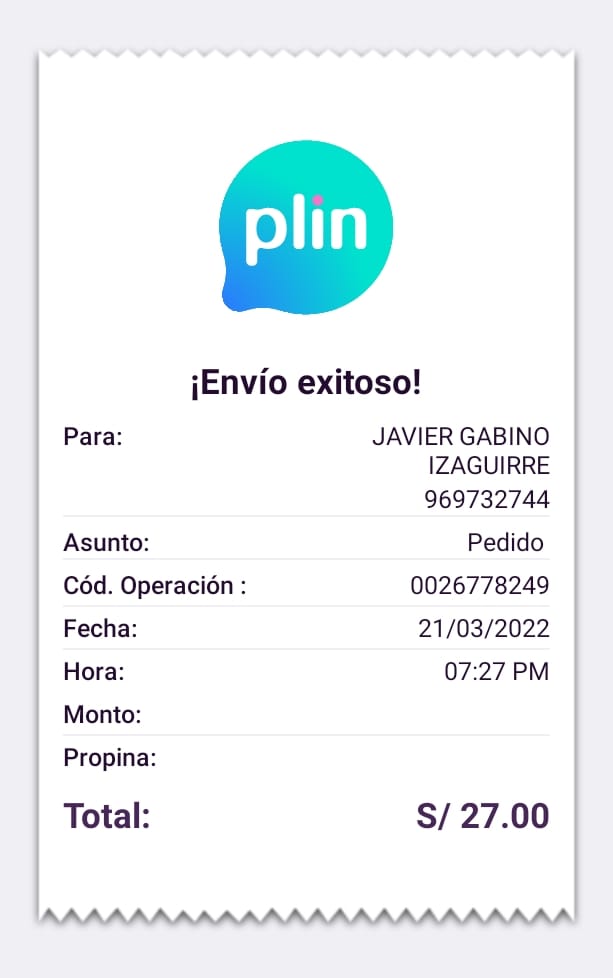 plin
¡Envío exitoso!
Para: JAVIER GABINO
IZAGUIRRE
969732744
Asunto: Pedido
Cód. Operación : 0026778249
Fecha: 21/03/2022
Hora: 07:27 PM
Monto:
Propina:
Total: S/ 27.00